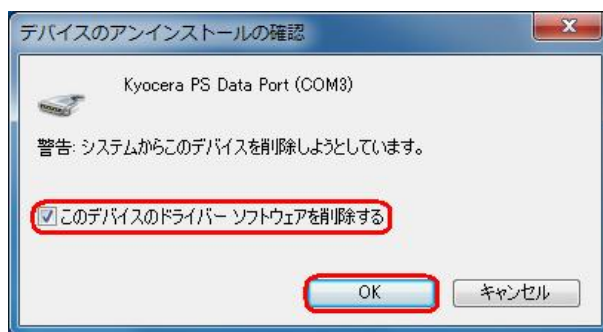 デバイスのアンインストールの確認
Kyocera PS Data Port (COM3)
警告: システムからこのデバイスを削除しようとしています。
このデバイスのドライバー ソフトウェアを削除する
OK
キャンセル